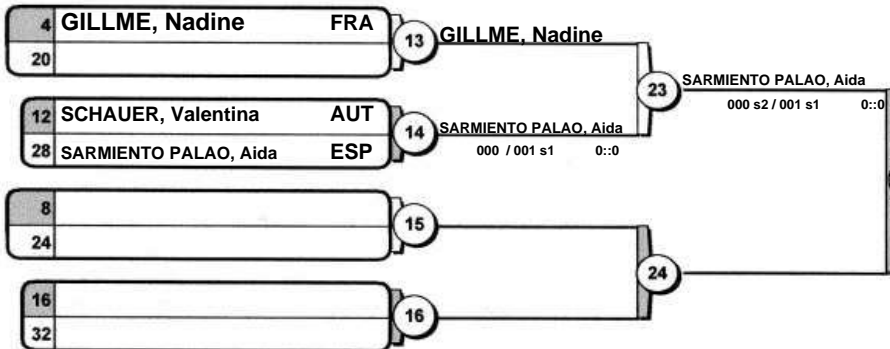 4 GILLME, Nadine FRA
20
13 GILLME, Nadine
12 SCHAUER, Valentina AUT
28 SARMIENTO PALAO, Aida ESP
14 SARMIENTO PALAO, Aida
000 / 001 s1 0::0
23 SARMIENTO PALAO, Aida
000 s2 / 001 s1 0::0
8
24
15
16
32
16
24